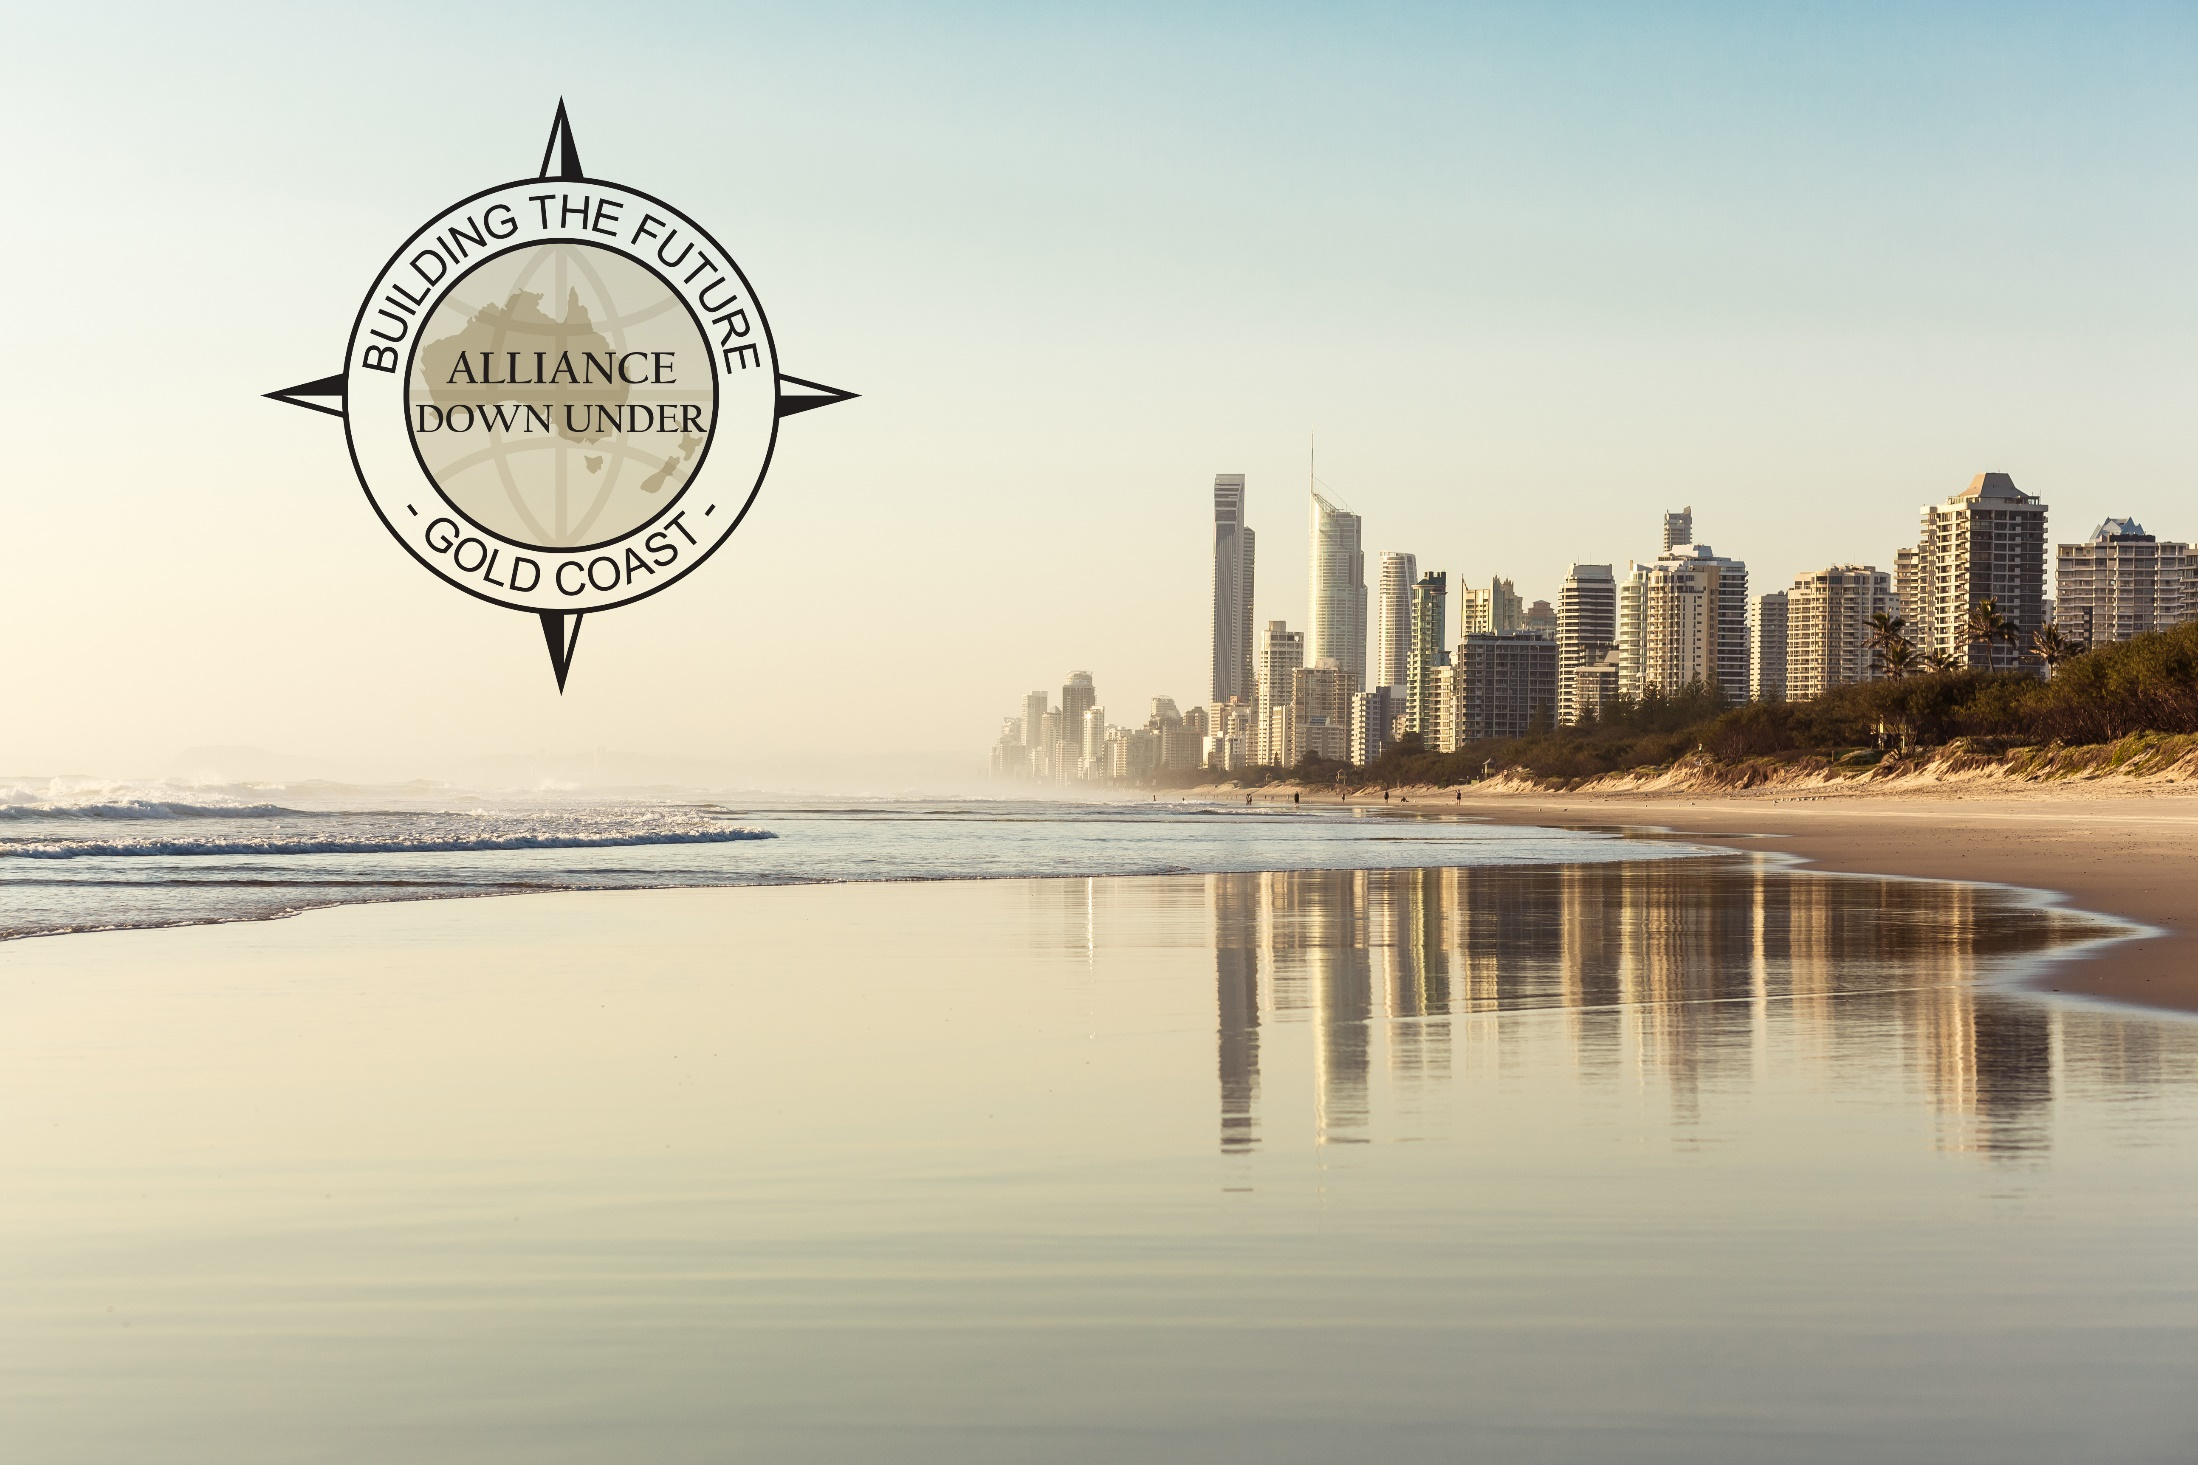 BUILDING THE FUTURE
ALLIANCE
DOWN UNDER
- GOLD COAST -